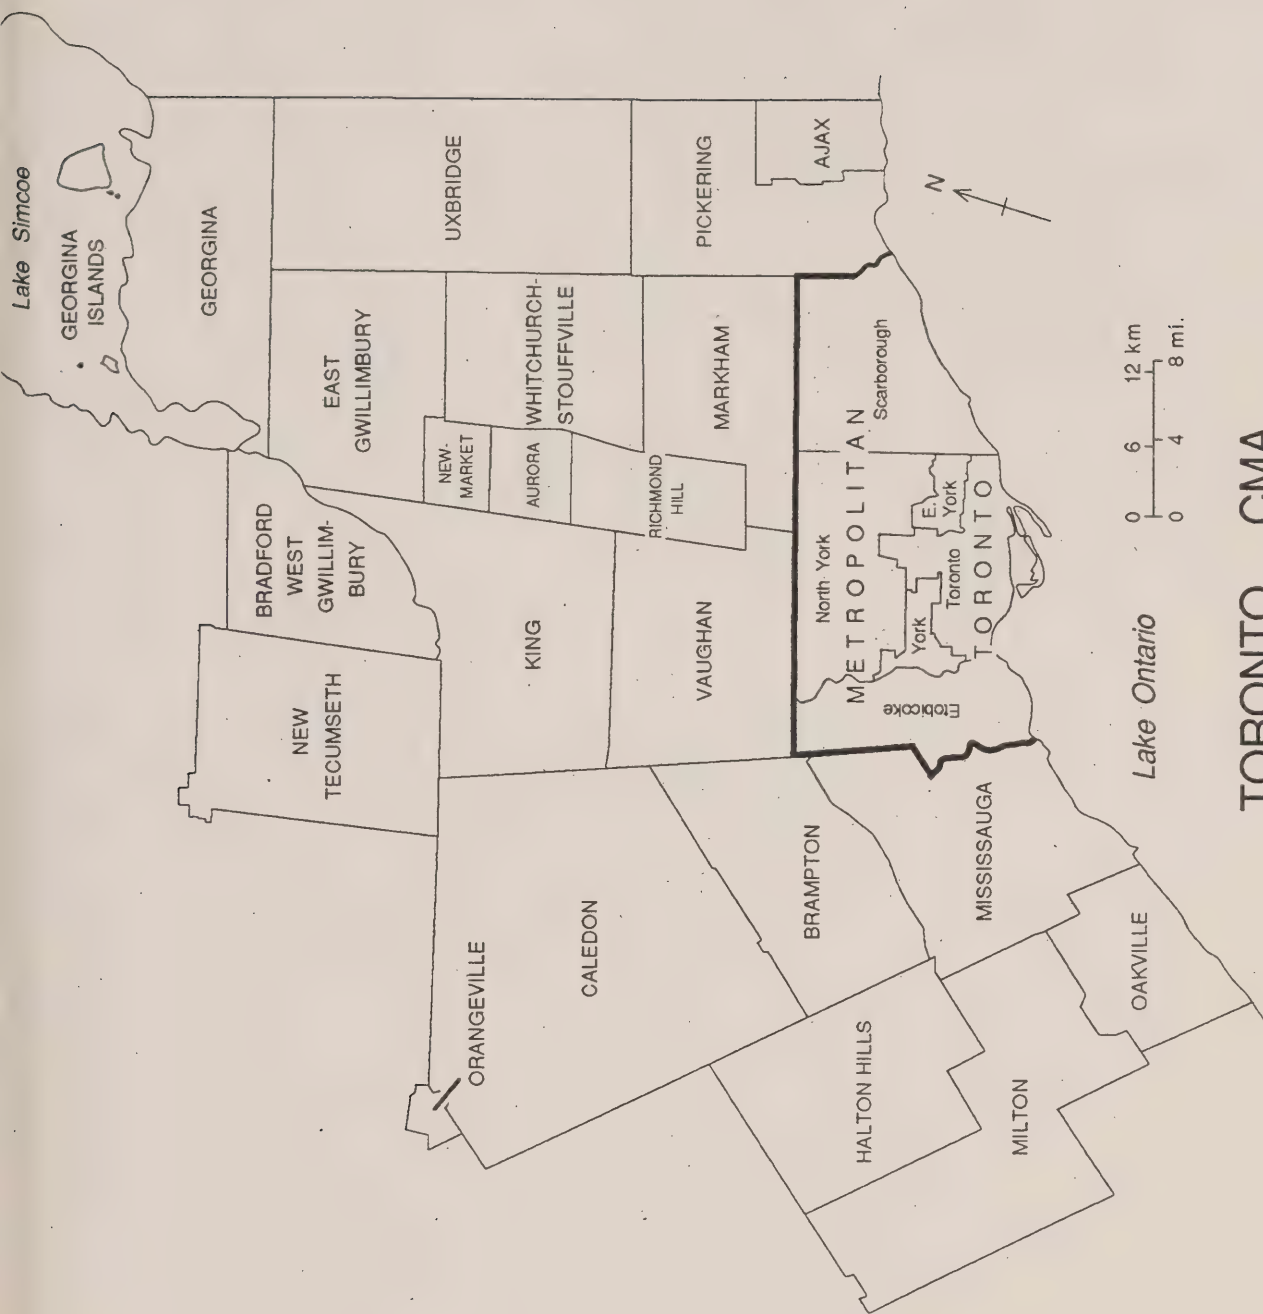 Lake Simcoe
GEORGINA
ISLANDS
GEORGINA
BRADFORD
WEST
GWILLIM-
BURY
NEW
TECUMSETH
EAST
GWILLIMBURY
UXBRIDGE
NEW-
MARKET
ORANGEVILLE
AURORA
WHITCHURCH-
STOUFFVILLE
KING
CALEDON
RICHMOND
HILL
VAUGHAN
MARKHAM
PICKERING
AJAX
BRAMPTON
North York
METROPOLITAN
Scarborough
HALTON HILLS
Etobicoke
York
E.
York
Toronto
TORONTO
N
MISSISSAUGA
MILTON
OAKVILLE
Lake Ontario
0 6 12 km
0 4 8 mi.
TORONTO CMA